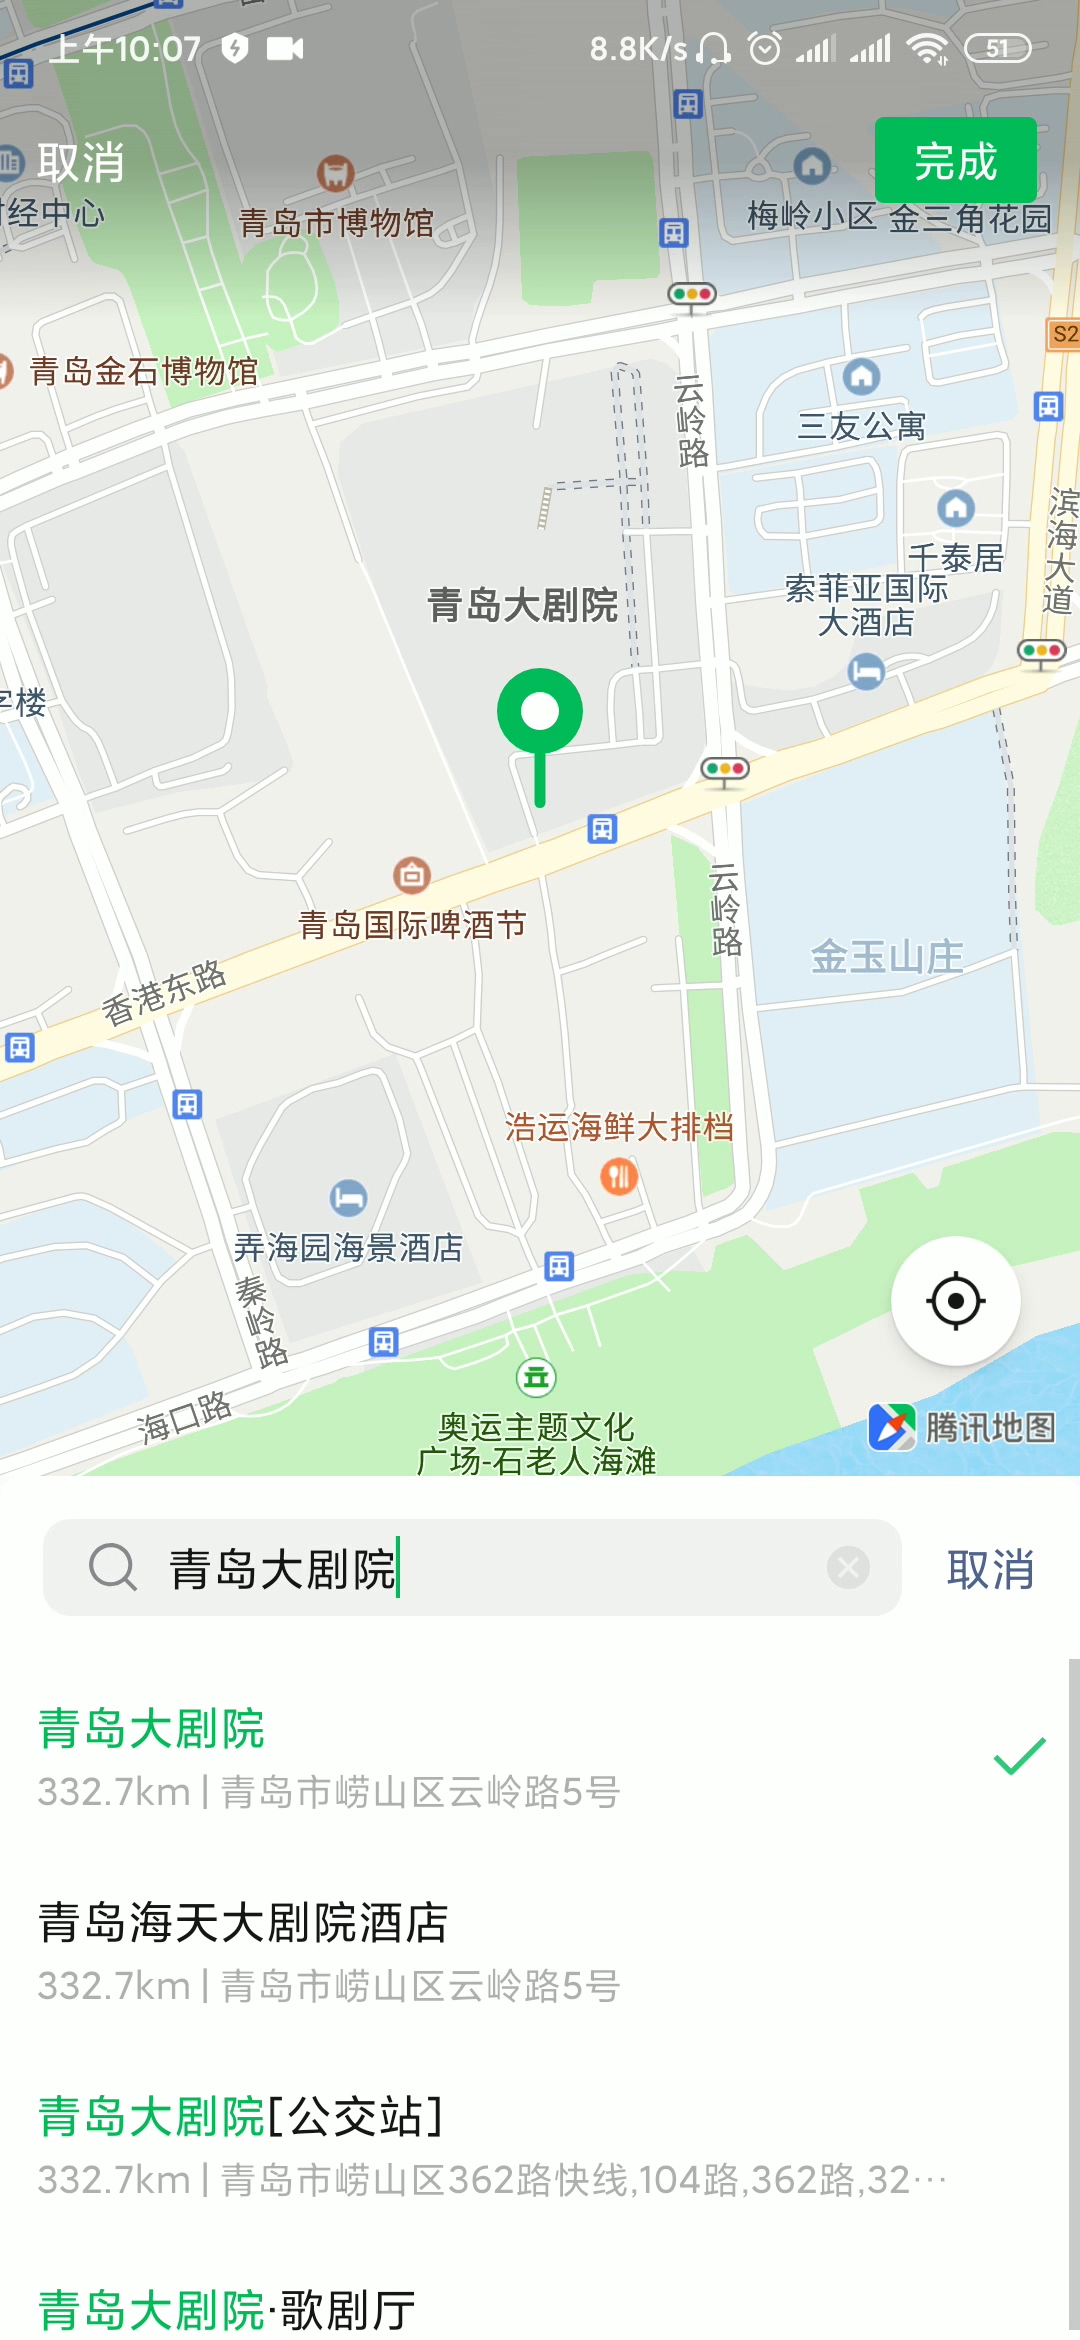 上午10:07
8.8K/s
51
取消
完成
经中心
青岛市博物馆
梅岭小区
金三角花园
青岛金石博物馆
S2
云岭路
三友公寓
滨海大道
千泰居
索菲亚国际
大酒店
青岛大剧院
字楼
云岭路
青岛国际啤酒节
金玉山庄
香港东路
浩运海鲜大排档
弄海园海景酒店
秦岭路
海口路
奥运主题文化
广场-石老人海滩
腾讯地图
青岛大剧院
取消
青岛大剧院
332.7km | 青岛市崂山区云岭路5号
青岛海天大剧院酒店
332.7km | 青岛市崂山区云岭路5号
青岛大剧院[公交站]
332.7km | 青岛市崂山区362路快线,104路,362路,32…
青岛大剧院·歌剧厅